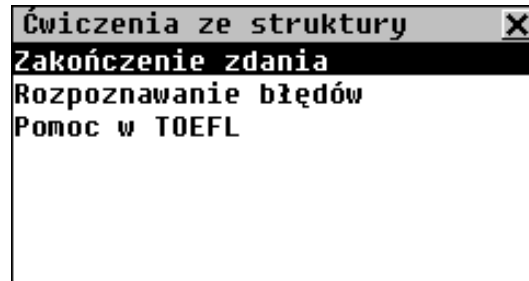 Ćwiczenia ze struktury
Zakończenie zdania
Rozpoznawanie błędów
Pomoc w TOEFL